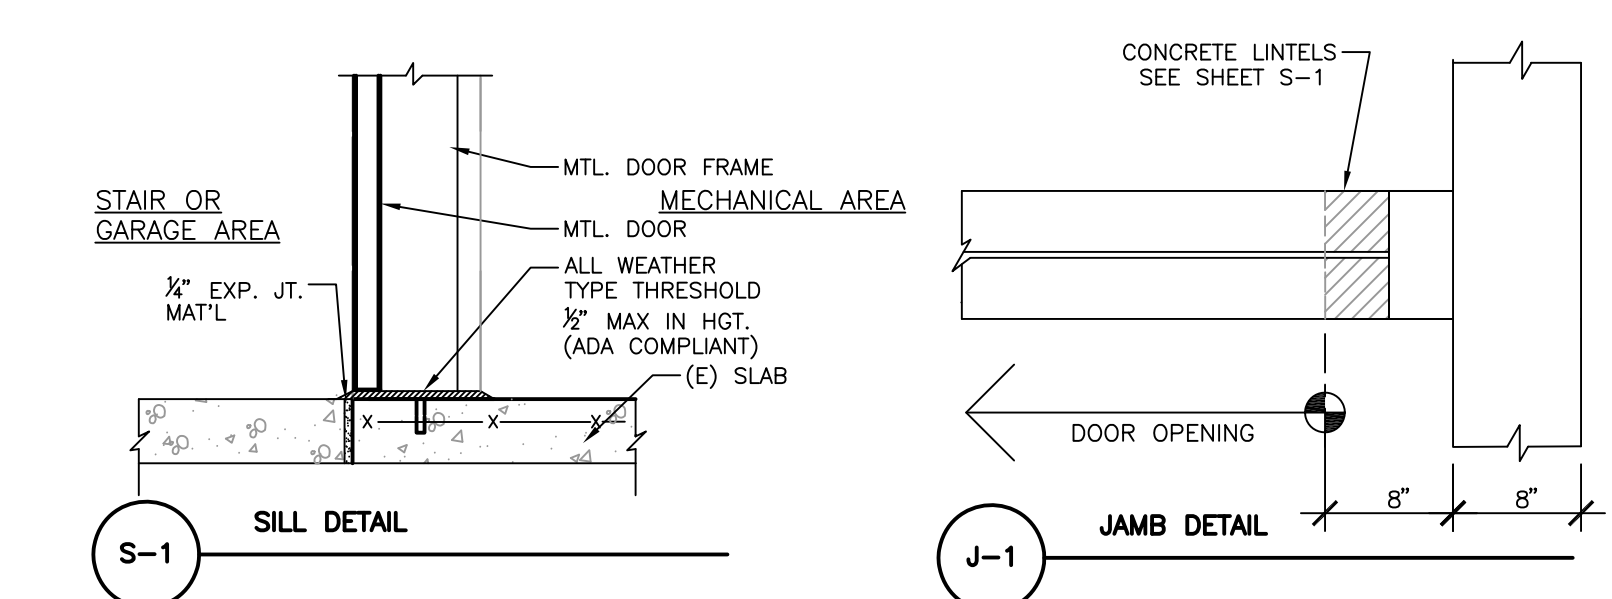 STAIR OR
GARAGE AREA
¼" EXP. JT.
MAT'L
MTL. DOOR FRAME
MECHANICAL AREA
MTL. DOOR
ALL WEATHER
TYPE THRESHOLD
½" MAX IN HGT.
(ADA COMPLIANT)
(E) SLAB
X X X
SILL DETAIL
S-1
CONCRETE LINTELS
SEE SHEET S-1
DOOR OPENING
8" 8"
JAMB DETAIL
J-1